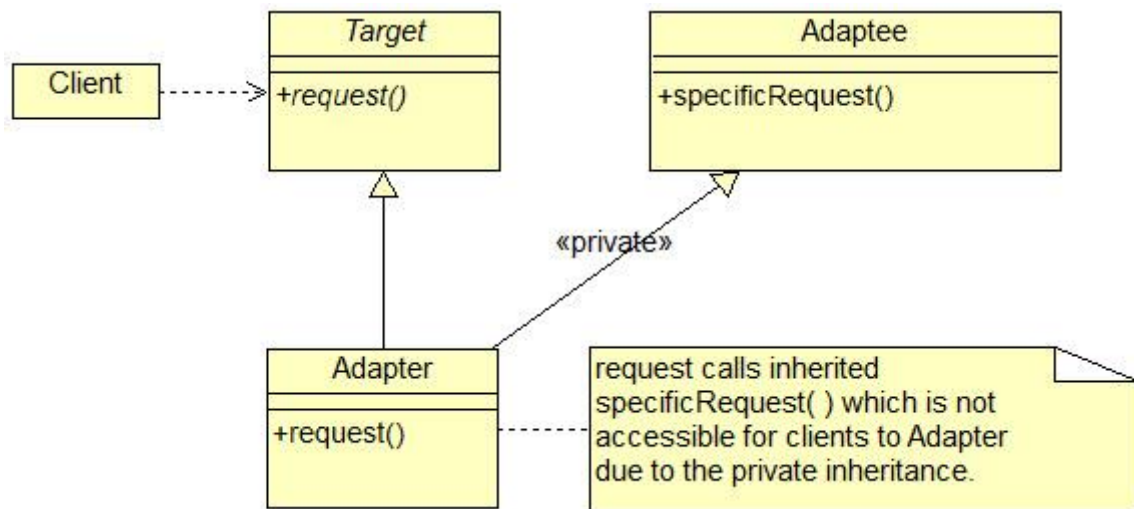 Target
Adaptee
Client
+request()
+specificRequest()
«private»
Adapter
+request()
request calls inherited
specificRequest( ) which is not
accessible for clients to Adapter
due to the private inheritance.